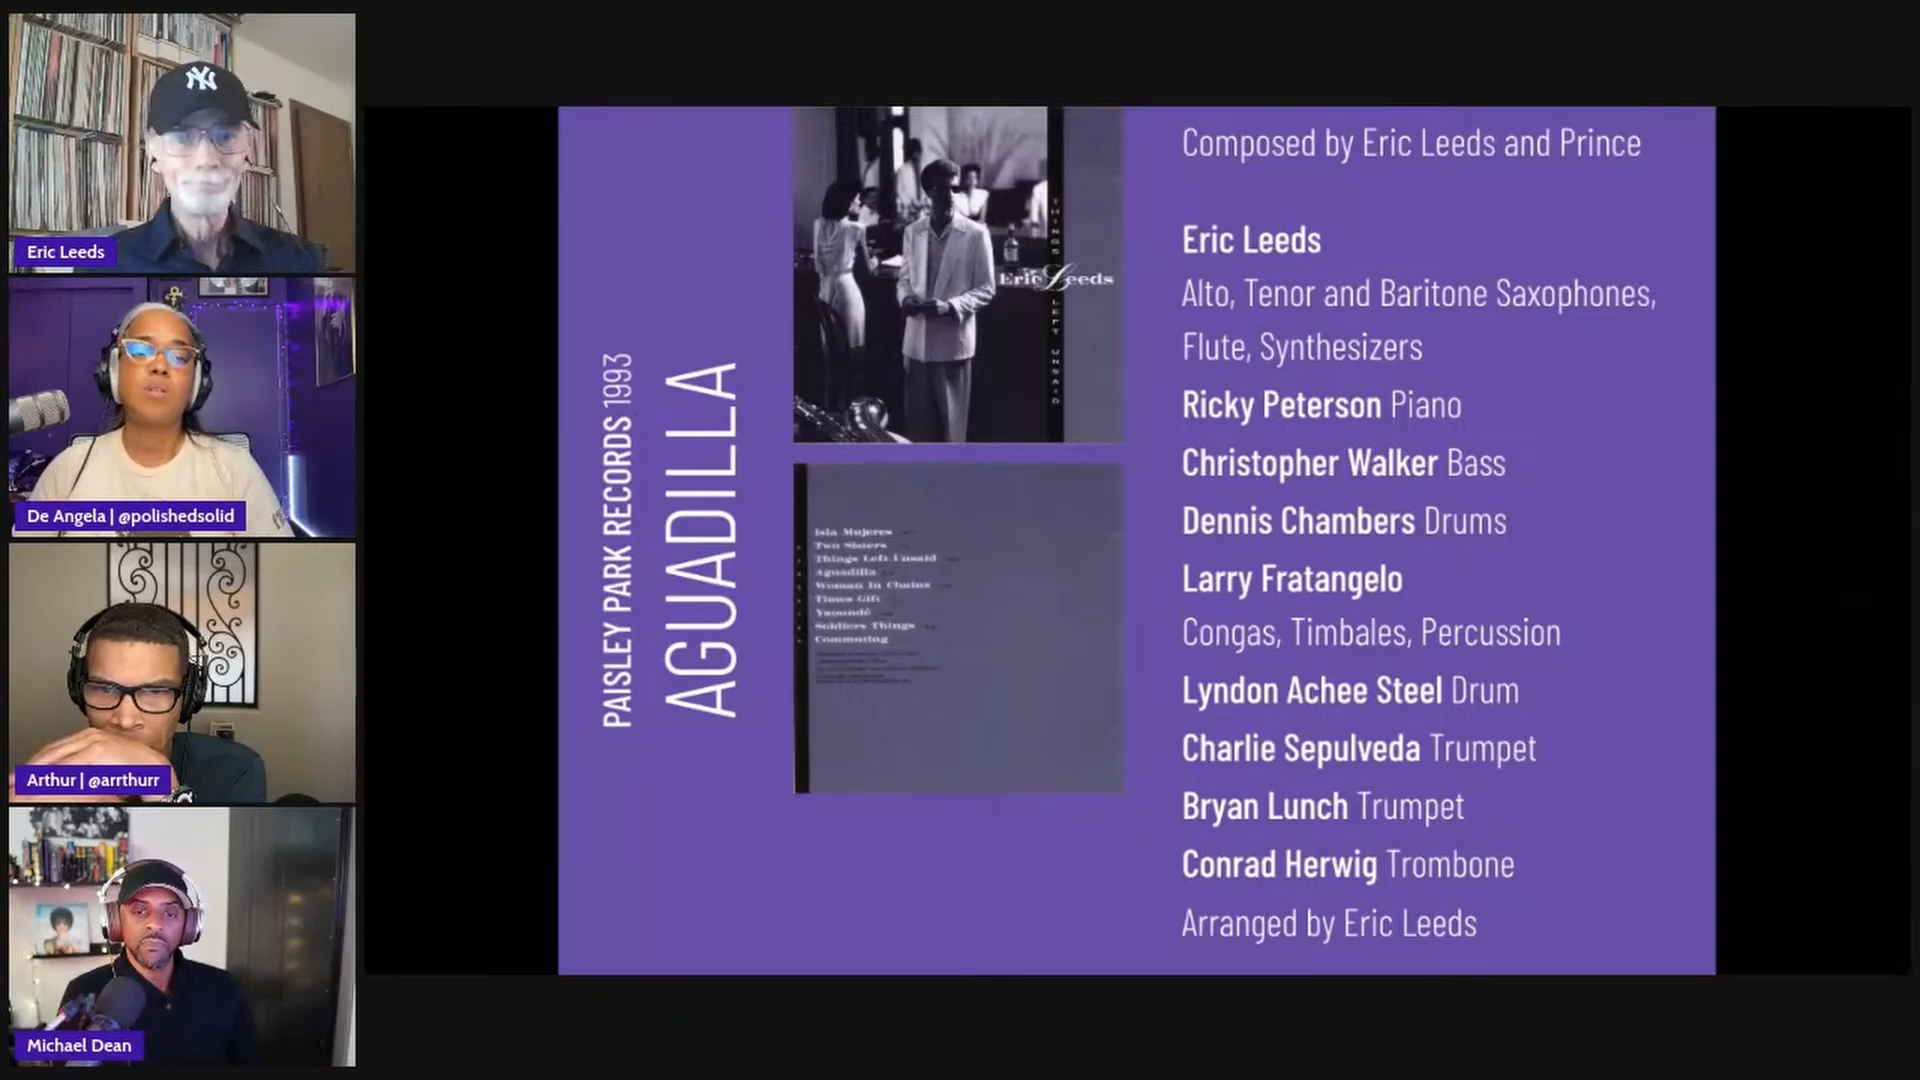 NY
Eric Leeds
De Angela | @polishedsolid
Arthur | @arrthurr
Michael Dean
PAISLEY PARK RECORDS 1993
AGUADILLA
THINGS LEFT UNSAID
Eric Leeds
Isla Mujeres
Two Sisters
Things Left Unsaid
Aguadilla
Woman In Chains
Times Gift
Yaoundé
Soldiers Things
Commuting
Composed by Eric Leeds and Prince
Eric Leeds
Alto, Tenor and Baritone Saxophones,
Flute, Synthesizers
Ricky Peterson Piano
Christopher Walker Bass
Dennis Chambers Drums
Larry Fratangelo
Congas, Timbales, Percussion
Lyndon Achee Steel Drum
Charlie Sepulveda Trumpet
Bryan Lunch Trumpet
Conrad Herwig Trombone
Arranged by Eric Leeds